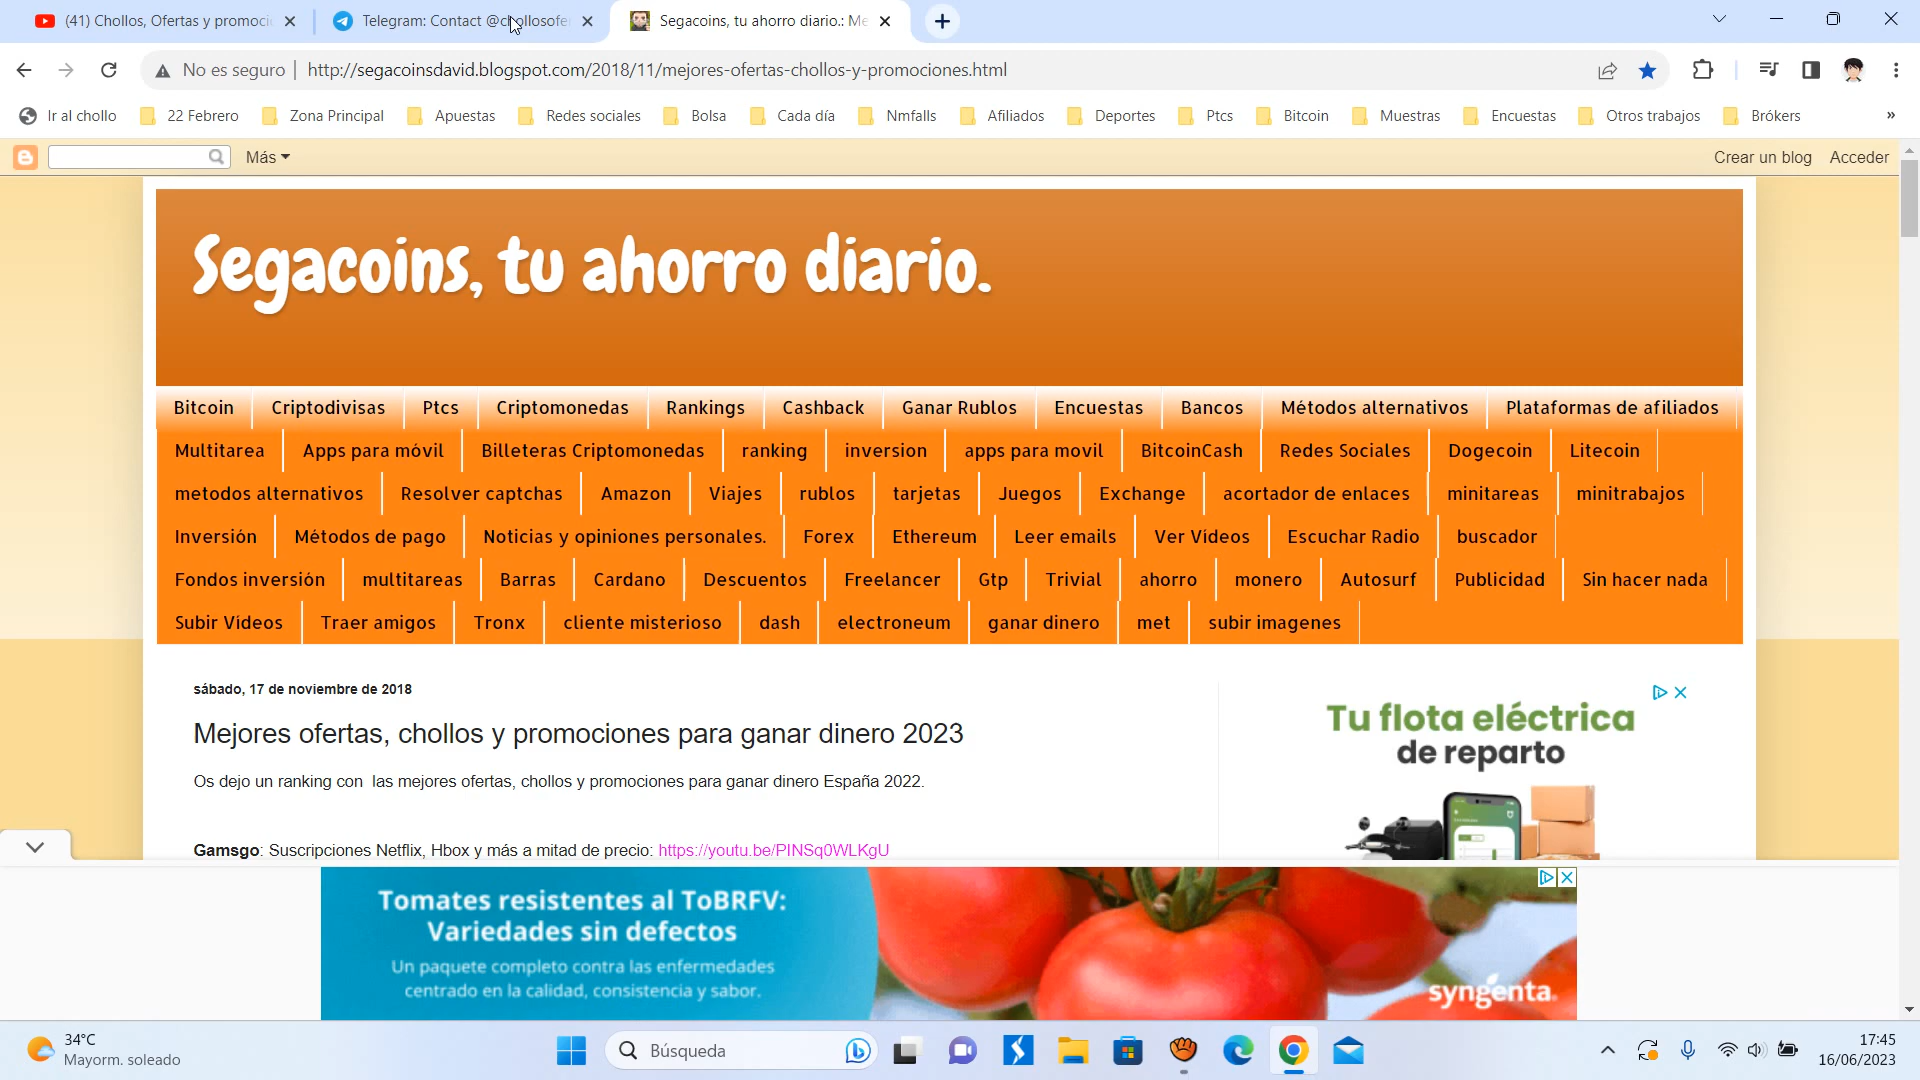 (41) Chollos, Ofertas y promoci
Telegram: Contact @chollosofe
Segacoins, tu ahorro diario.: Me
No es seguro
http://segacoinsdavid.blogspot.com/2018/11/mejores-ofertas-chollos-y-promociones.html
Ir al chollo 22 Febrero Zona Principal Apuestas Redes sociales Bolsa Cada día Nmfalls Afiliados Deportes Ptcs Bitcoin Muestras Encuestas Otros trabajos Brókers »
Más Crear un blog Acceder
Segacoins, tu ahorro diario.
Bitcoin Criptodivisas Ptcs Criptomonedas Rankings Cashback Ganar Rublos Encuestas Bancos Métodos alternativos Plataformas de afiliados
Multitarea Apps para móvil Billeteras Criptomonedas ranking inversion apps para movil BitcoinCash Redes Sociales Dogecoin Litecoin
metodos alternativos Resolver captchas Amazon Viajes rublos tarjetas Juegos Exchange acortador de enlaces minitareas minitrabajos
Inversión Métodos de pago Noticias y opiniones personales. Forex Ethereum Leer emails Ver Vídeos Escuchar Radio buscador
Fondos inversión multitareas Barras Cardano Descuentos Freelancer Gtp Trivial ahorro monero Autosurf Publicidad Sin hacer nada
Subir Vídeos Traer amigos Tronx cliente misterioso dash electroneum ganar dinero met subir imagenes
sábado, 17 de noviembre de 2018
Mejores ofertas, chollos y promociones para ganar dinero 2023
Os dejo un ranking con las mejores ofertas, chollos y promociones para ganar dinero España 2022.
Gamsgo: Suscripciones Netflix, Hbox y más a mitad de precio: https://youtu.be/PINSq0WLKgU
Tu flota eléctrica
de reparto
Tomates resistentes al ToBRFV:
Variedades sin defectos
Un paquete completo contra las enfermedades
centrado en la calidad, consistencia y sabor.
syngenta.
34°C
Mayorm. soleado
Búsqueda
17:45
16/06/2023